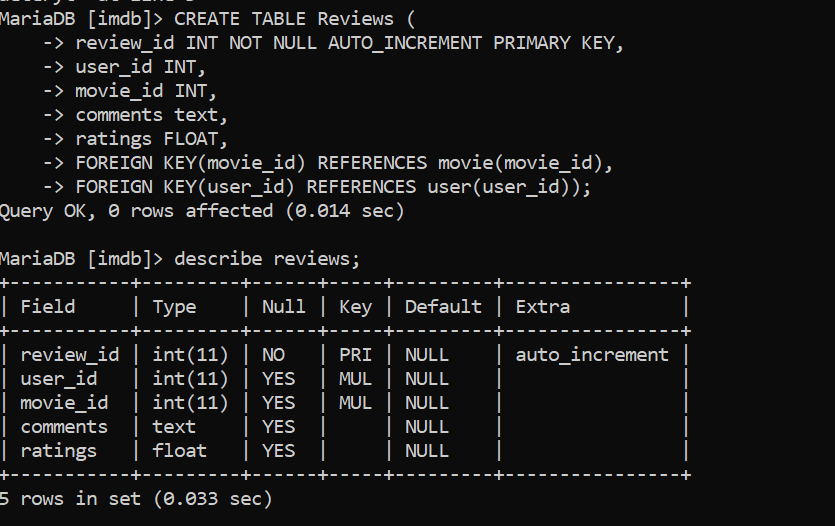 MariaDB [imdb]> CREATE TABLE Reviews (
    -> review_id INT NOT NULL AUTO_INCREMENT PRIMARY KEY,
    -> user_id INT,
    -> movie_id INT,
    -> comments text,
    -> ratings FLOAT,
    -> FOREIGN KEY(movie_id) REFERENCES movie(movie_id),
    -> FOREIGN KEY(user_id) REFERENCES user(user_id));
Query OK, 0 rows affected (0.014 sec)

MariaDB [imdb]> describe reviews;
+-----------+---------+------+-----+---------+----------------+
| Field     | Type    | Null | Key | Default | Extra          |
+-----------+---------+------+-----+---------+----------------+
| review_id | int(11) | NO   | PRI | NULL    | auto_increment |
| user_id   | int(11) | YES  | MUL | NULL    |                |
| movie_id  | int(11) | YES  | MUL | NULL    |                |
| comments  | text    | YES  |     | NULL    |                |
| ratings   | float   | YES  |     | NULL    |                |
+-----------+---------+------+-----+---------+----------------+
5 rows in set (0.033 sec)